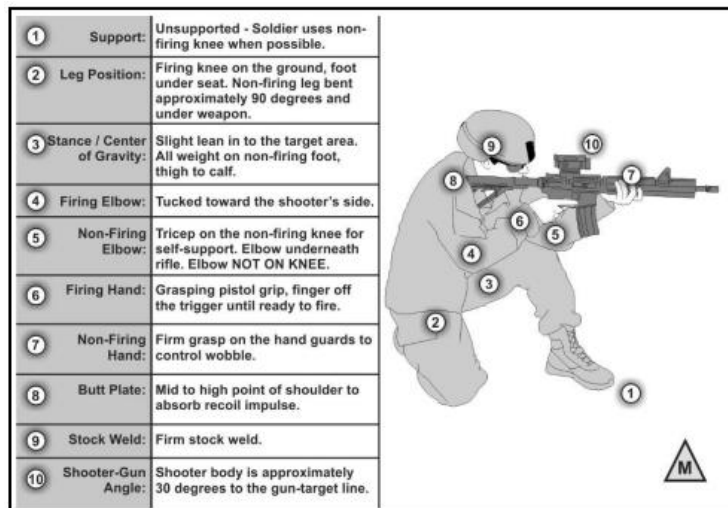 1 Support: Unsupported - Soldier uses non-
firing knee when possible.
2 Leg Position: Firing knee on the ground, foot
under seat. Non-firing leg bent
approximately 90 degrees and
under weapon.
3 Stance / Center
of Gravity: Slight lean in to the target area.
All weight on non-firing foot,
thigh to calf.
4 Firing Elbow: Tucked toward the shooter's side.
5 Non-Firing
Elbow: Tricep on the non-firing knee for
self-support. Elbow underneath
rifle. Elbow NOT ON KNEE.
6 Firing Hand: Grasping pistol grip, finger off
the trigger until ready to fire.
7 Non-Firing
Hand: Firm grasp on the hand guards to
control wobble.
8 Butt Plate: Mid to high point of shoulder to
absorb recoil impulse.
9 Stock Weld: Firm stock weld.
10 Shooter-Gun
Angle: Shooter body is approximately
30 degrees to the gun-target line.
9
10
8
7
6
5
4
3
2
1
M